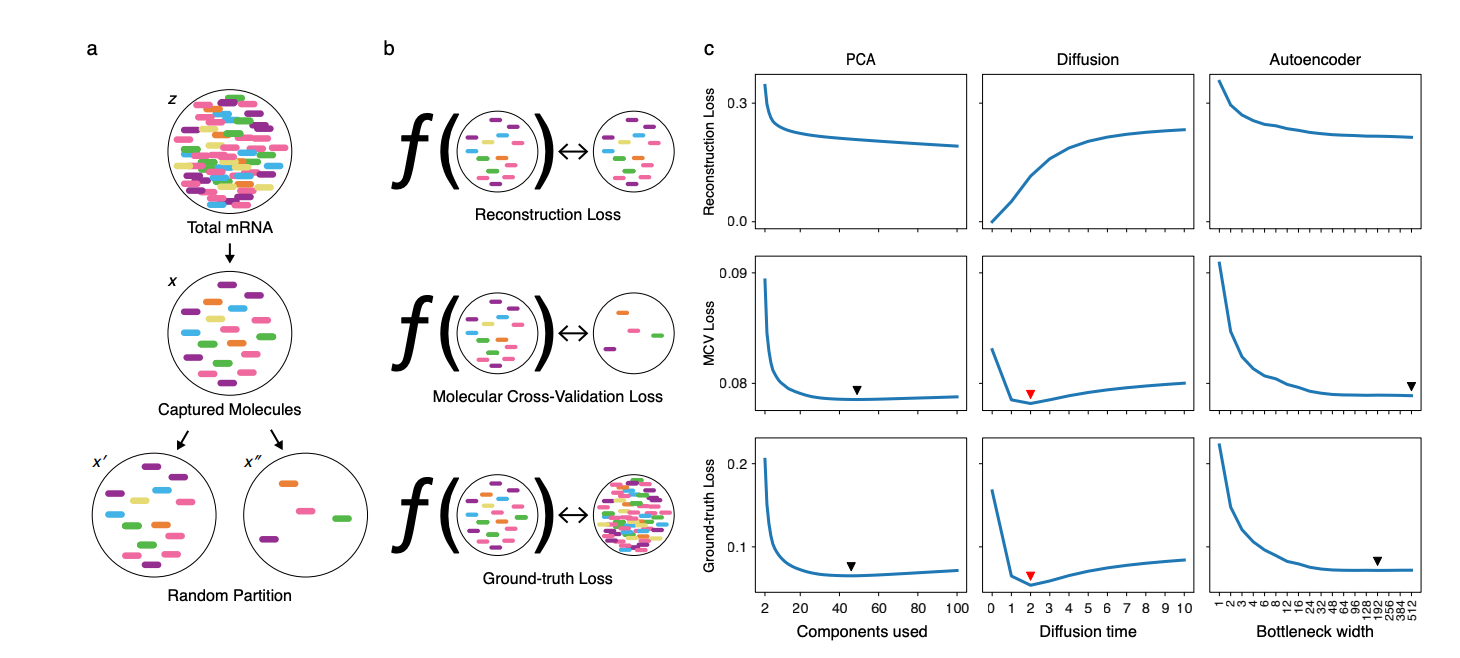 a
z
Total mRNA
x
Captured Molecules
x′
x″
Random Partition
b
f( ) ↔
Reconstruction Loss
f( ) ↔
Molecular Cross-Validation Loss
f( ) ↔
Ground-truth Loss
c
PCA
Diffusion
Autoencoder
Reconstruction Loss
0.3
0.0
MCV Loss
0.09
0.08
Ground-truth Loss
0.2
0.1
2 20 40 60 80 100
Components used
0 1 2 3 4 5 6 7 8 9 10
Diffusion time
1 2 3 4 6 8 12 16 24 32 48 64 96 128 192 256 384 512
Bottleneck width